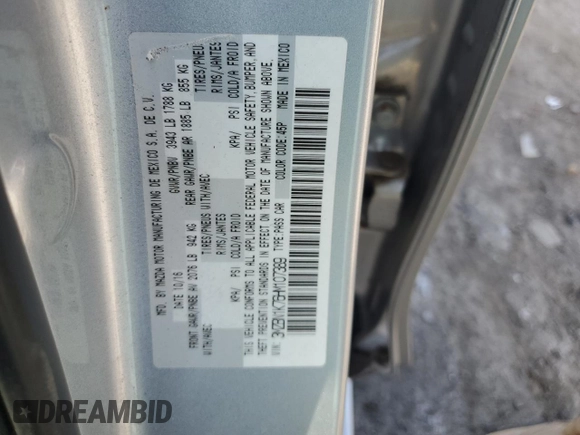 MFD. BY MAZDA MOTOR MANUFACTURING DE MEXICO S.A. DE C.V.
DATE 10/16 GVWR/PNBV 3943 LB 1788 KG
FRONT GAWR/PNBE AV 2076 LB 942 KG REAR GAWR/PNBE AR 1885 LB 855 KG
WITH/AVEC TIRES/PNEUS WITH/AVEC TIRES/PNEU
RIMS/JANTES RIMS/JANTES
KPA/ PSI COLD/A FROID KPA/ PSI COLD/A FROID
THIS VEHICLE CONFORMS TO ALL APPLICABLE FEDERAL MOTOR VEHICLE SAFETY, BUMPER, AND
THEFT PREVENTION STANDARDS IN EFFECT ON THE DATE OF MANUFACTURE SHOWN ABOVE.
TYPE:PASS CAR COLOR CODE:45P MADE IN MEXICO
DREAMBID